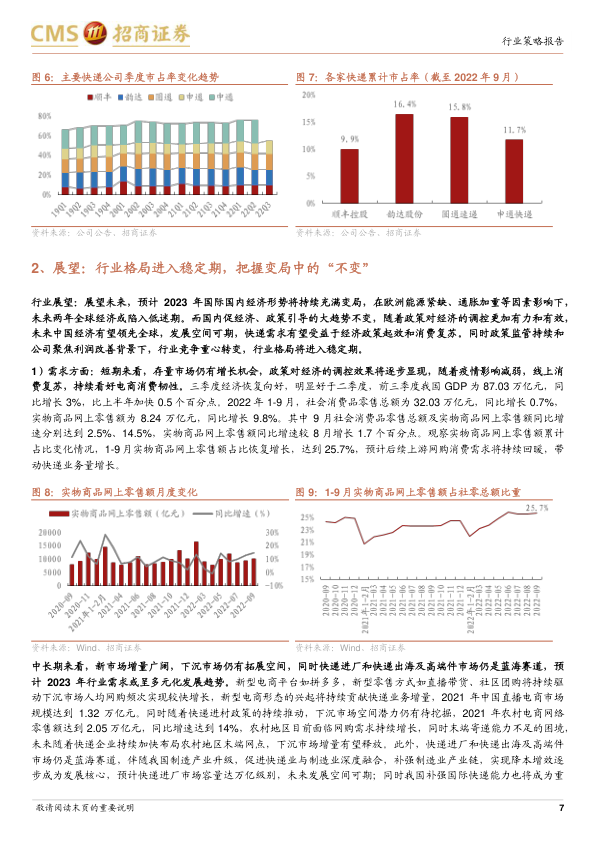 CMS 招商证券
行业策略报告
图 6：主要快递公司季度市占率变化趋势
顺丰 韵达 圆通 申通 中通
80%
60%
40%
20%
0%
19Q1 19Q2 19Q3 19Q4 20Q1 20Q2 20Q3 20Q4 21Q1 21Q2 21Q3 21Q4 22Q1 22Q2 22Q3
资料来源：公司公告、招商证券
图 7：各家快递累计市占率（截至 2022 年 9 月）
20%
15%
10%
5%
0%
9.9% 16.4% 15.8% 11.7%
顺丰控股 韵达股份 圆通速递 申通快递
资料来源：公司公告、招商证券
2、展望：行业格局进入稳定期，把握变局中的“不变”
行业展望：展望未来，预计 2023 年国际国内经济形势将持续充满变局，在欧洲能源紧缺、通胀加重等因素影响下，
未来两年全球经济或陷入低迷期。而国内促经济、政策引导的大趋势不变，随着政策对经济的调控更加有力和有效，
未来中国经济有望领先全球，发展空间可期，快递需求有望受益于经济政策起效和消费复苏。同时政策监管持续和
公司聚焦利润改善背景下，行业竞争重心转变，行业格局将进入稳定期。
1）需求方面：短期来看，存量市场仍有增长机会，政策对经济的调控效果将逐步显现，随着疫情影响减弱，线上消
费复苏，持续看好电商消费韧性。三季度经济恢复向好，明显好于二季度，前三季度我国 GDP 为 87.03 万亿元，同
比增长 3%，比上半年加快 0.5 个百分点。2022 年 1-9 月，社会消费品零售总额为 32.03 万亿元，同比增长 0.7%，
实物商品网上零售额为 8.24 万亿元，同比增长 9.8%。其中 9 月社会消费品零售总额及实物商品网上零售额同比增
速分别达到 2.5%、14.5%，实物商品网上零售额同比增速较 8 月增长 1.7 个百分点。观察实物商品网上零售额累计
占比变化情况，1-9 月实物商品网上零售额占比恢复增长，达到 25.7%，预计后续上游网购消费需求将持续回暖，带
动快递业务量增长。
图 8：实物商品网上零售额月度变化
实物商品网上零售额（亿元） 同比增速（%）
20000
15000
10000
5000
0
30%
20%
10%
0%
-10%
2020-09 2020-11 2021年1-2月 2021-04 2021-06 2021-08 2021-10 2021-12 2022-03 2022-05 2022-07 2022-09
资料来源：Wind、招商证券
图 9：1-9 月实物商品网上零售额占社零总额比重
25.7%
25%
23%
21%
19%
17%
15%
2020-09 2020-10 2020-11 2020-12 2021年1-2月 2021-03 2021-04 2021-05 2021-06 2021-07 2021-08 2021-09 2021-10 2021-11 2021-12 2022年1-2月 2022-03 2022-04 2022-05 2022-06 2022-07 2022-08 2022-09
资料来源：Wind、招商证券
中长期来看，新市场增量广阔，下沉市场仍有拓展空间，同时快递进厂和快递出海及高端件市场仍是蓝海赛道，预
计 2023 年行业需求或呈多元化发展趋势。新型电商平台如拼多多，新型零售方式如直播带货、社区团购将持续驱
动下沉市场人均网购频次实现较快增长，新型电商形态的兴起将持续贡献快递业务增量，2021 年中国直播电商市场
规模达到 1.32 万亿元。同时随着快递进村政策的持续推动，下沉市场空间潜力仍有待挖掘，2021 年农村电商网络
零售额达到 2.05 万亿元，同比增速达到 14%，农村地区目前面临网购需求持续增长，同时末端寄递能力不足的困境，
未来随着快递企业持续加快布局农村地区末端网点，下沉市场增量有望释放。此外，快递进厂和快递出海及高端件
市场仍是蓝海赛道，伴随我国制造产业升级，促进快递业与制造业深度融合，补强制造业产业链，实现降本增效逐
步成为发展核心，预计快递进厂市场容量达万亿级别，未来发展空间可期；同时我国补强国际快递能力也将成为重
敬请阅读末页的重要说明
7